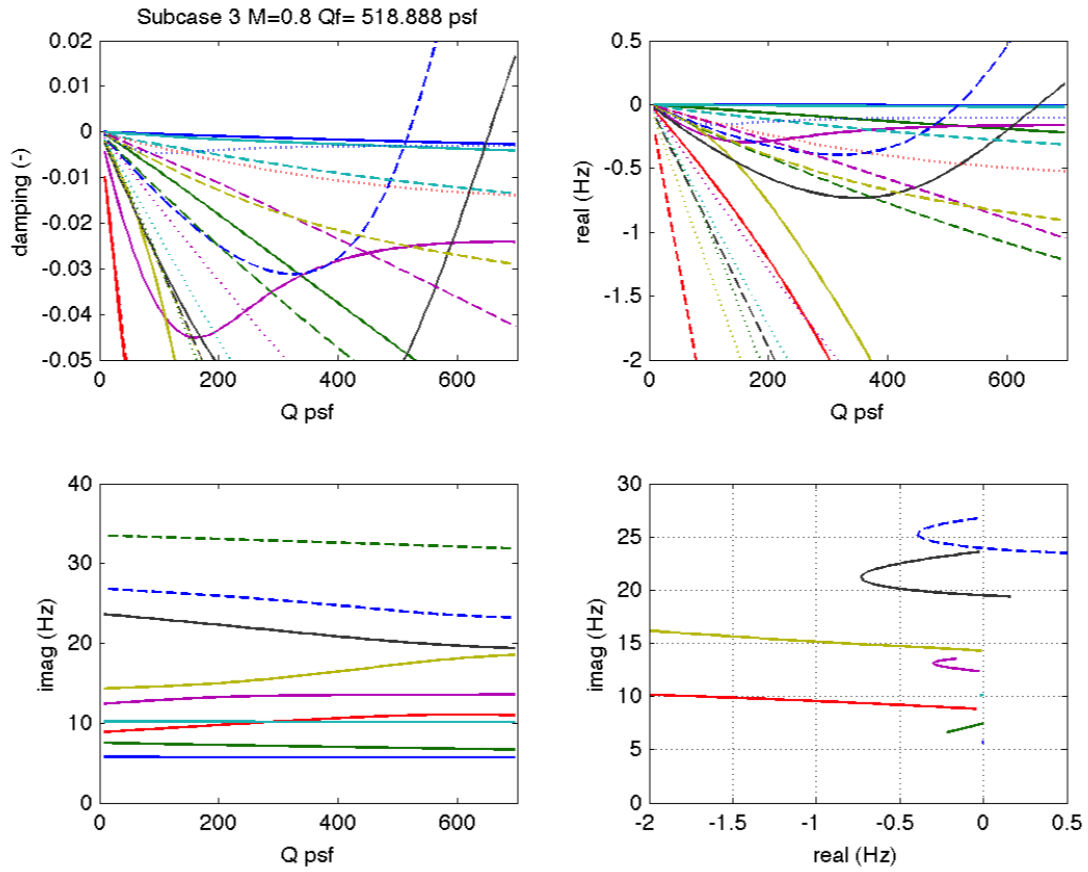 Subcase 3 M=0.8 Qf= 518.888 psf
0.02
0.01
0
-0.01
-0.02
-0.03
-0.04
-0.05
damping (-)
0 200 400 600
Q psf
0.5
0
-0.5
-1
-1.5
-2
real (Hz)
0 200 400 600
Q psf
40
30
20
10
0
imag (Hz)
0 200 400 600
Q psf
30
25
20
15
10
5
0
imag (Hz)
-2 -1.5 -1 -0.5 0 0.5
real (Hz)